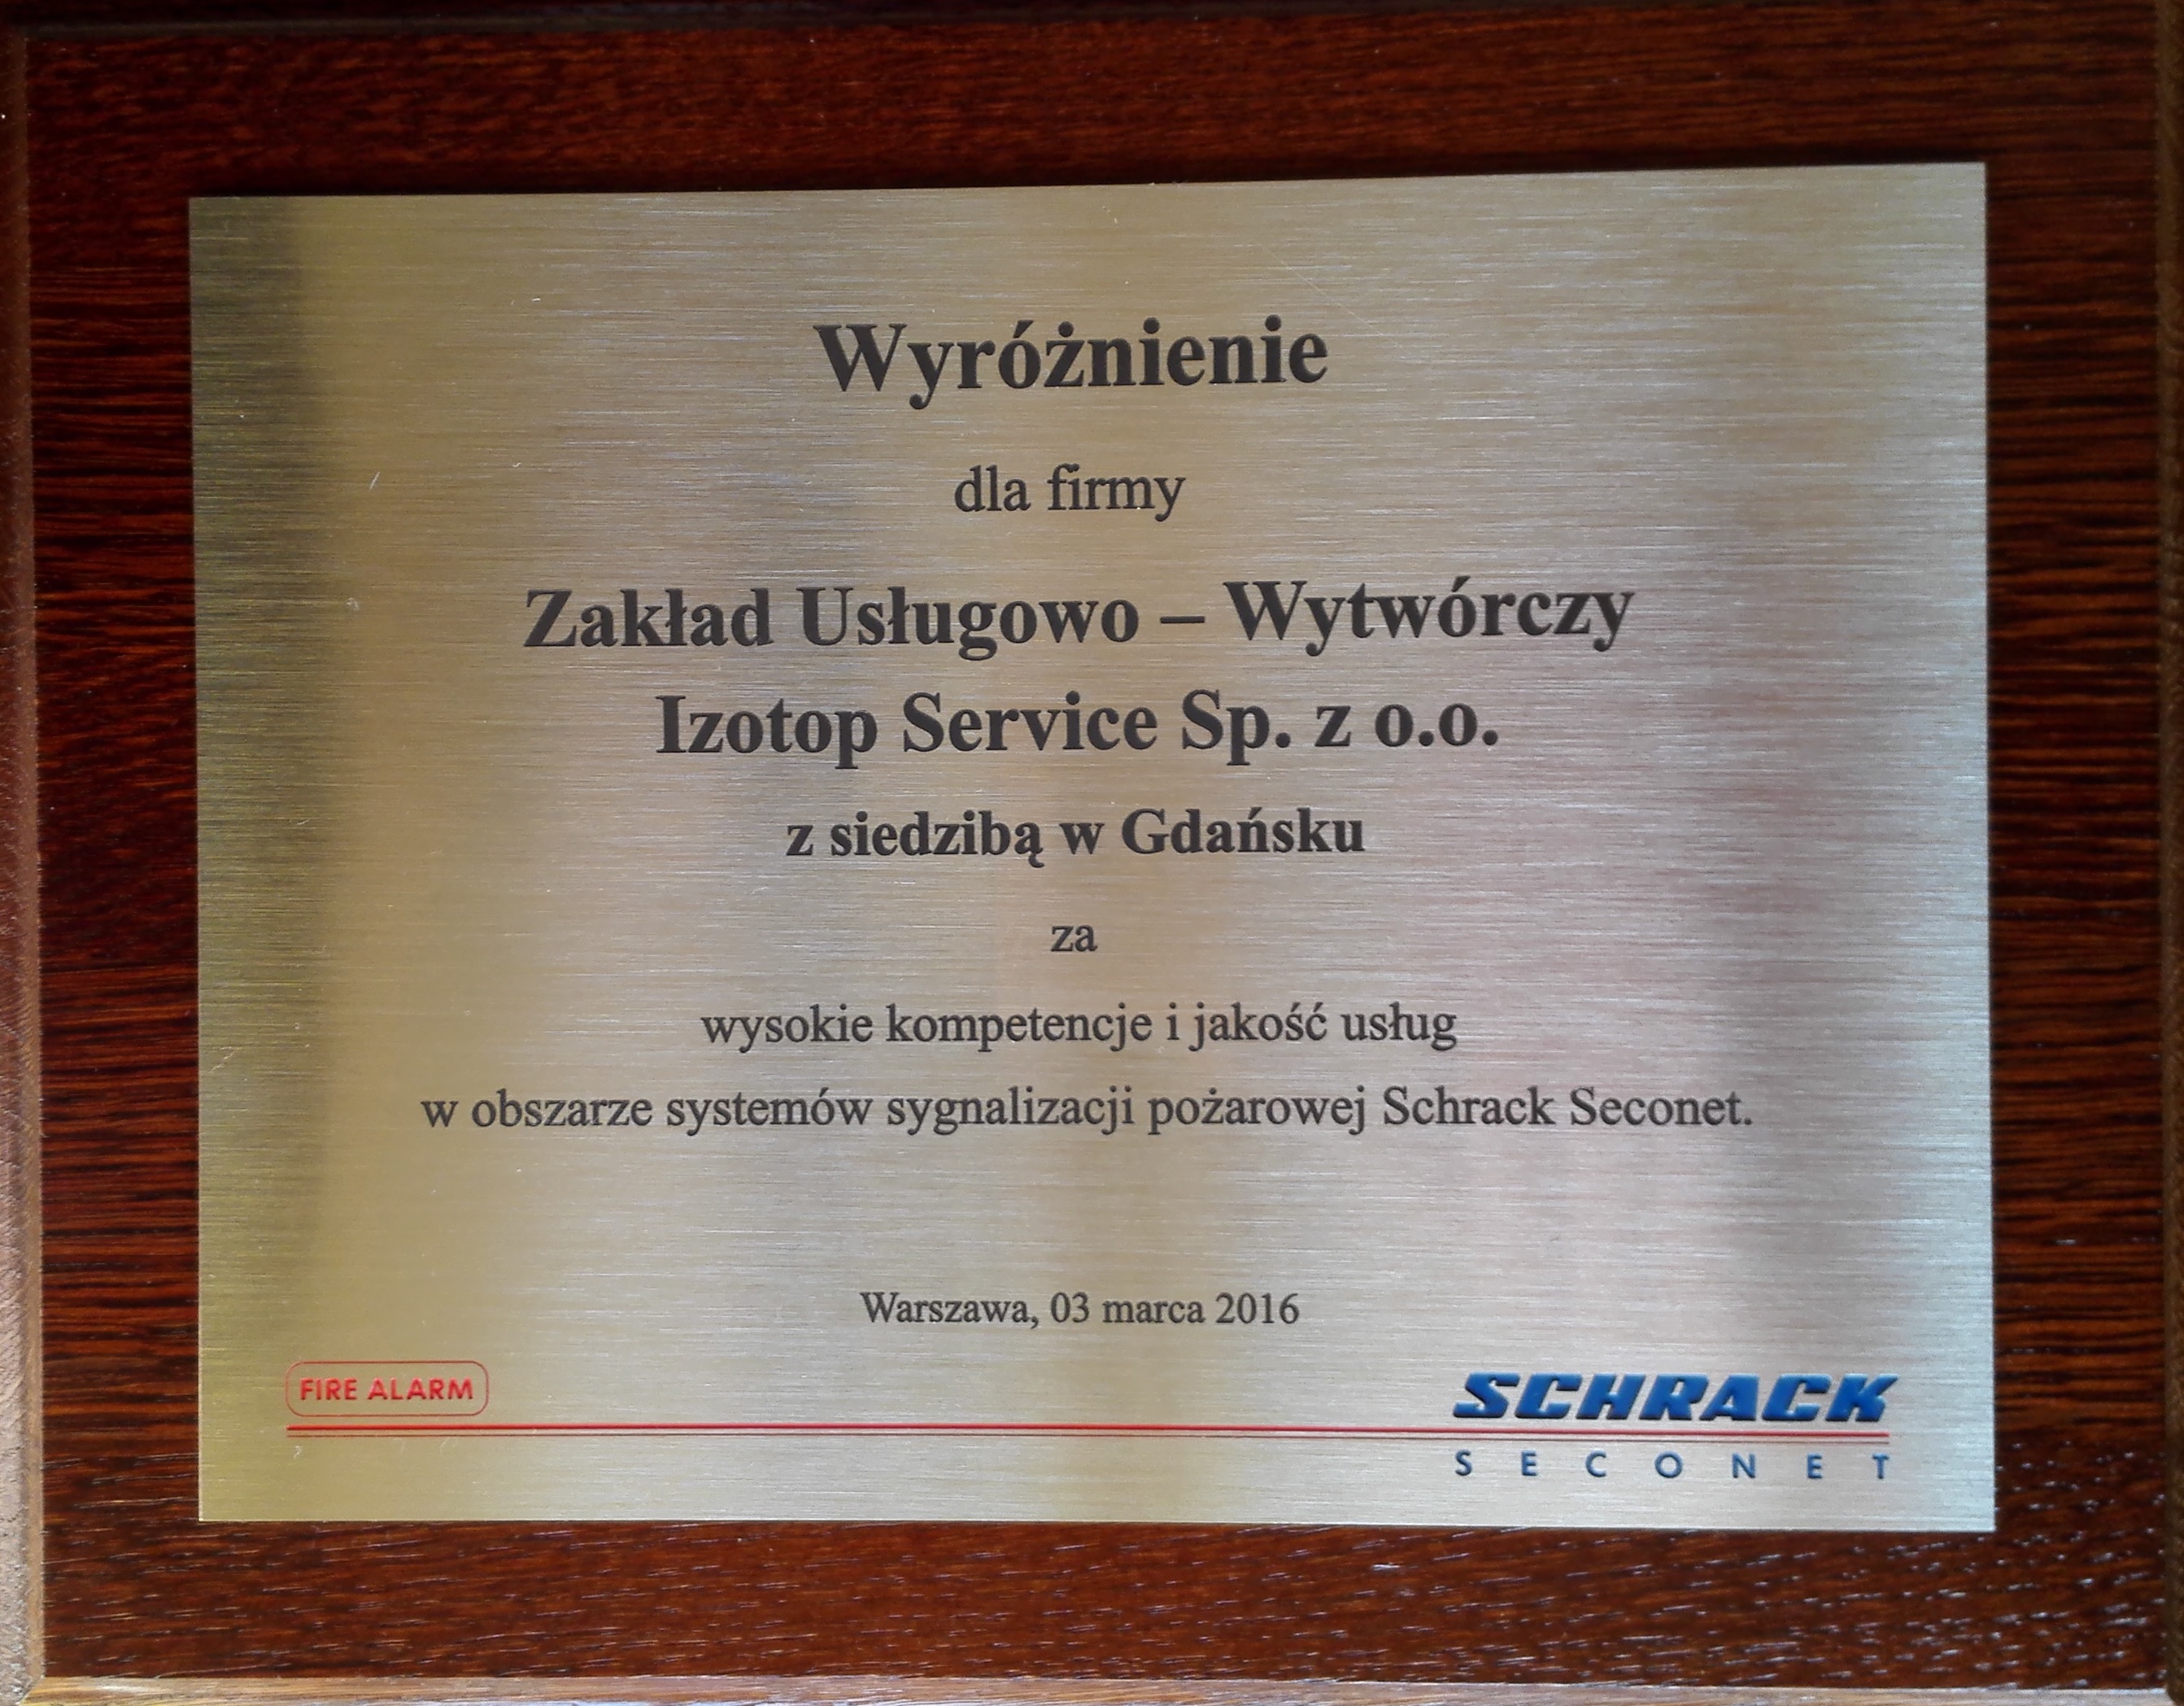 Wyróżnienie
dla firmy
Zakład Usługowo – Wytwórczy
Izotop Service Sp. z o.o.
z siedzibą w Gdańsku
za
wysokie kompetencje i jakość usług
w obszarze systemów sygnalizacji pożarowej Schrack Seconet.
Warszawa, 03 marca 2016
FIRE ALARM
SCHRACK
SECONET